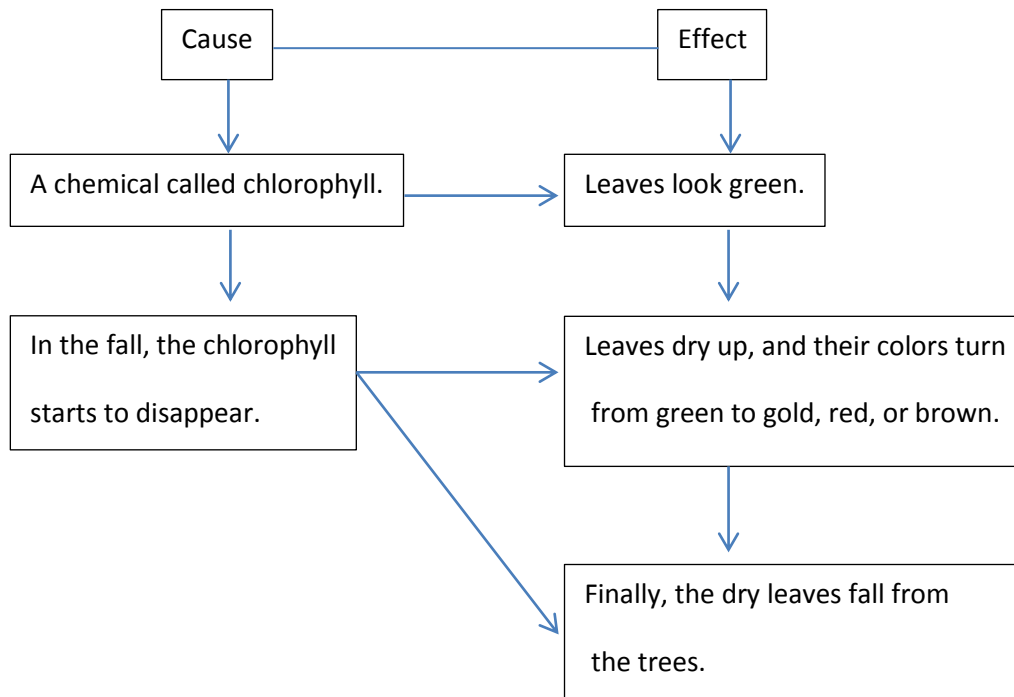 Cause
Effect
A chemical called chlorophyll.
Leaves look green.
In the fall, the chlorophyll
starts to disappear.
Leaves dry up, and their colors turn
from green to gold, red, or brown.
Finally, the dry leaves fall from
the trees.